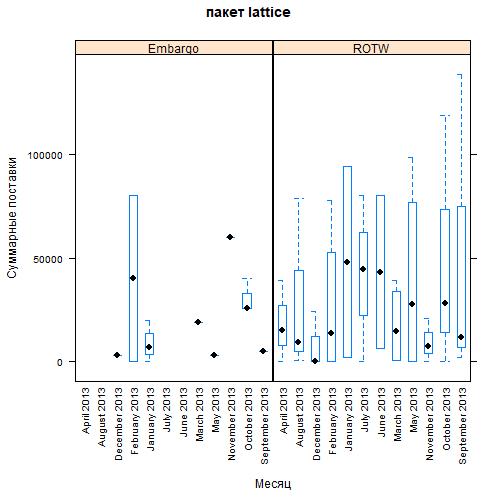 пакет lattice
Embargo
ROTW
Суммарные поставки
100000
50000
0
April 2013
August 2013
December 2013
February 2013
January 2013
July 2013
June 2013
March 2013
May 2013
November 2013
October 2013
September 2013
April 2013
August 2013
December 2013
February 2013
January 2013
July 2013
June 2013
March 2013
May 2013
November 2013
October 2013
September 2013
Месяц